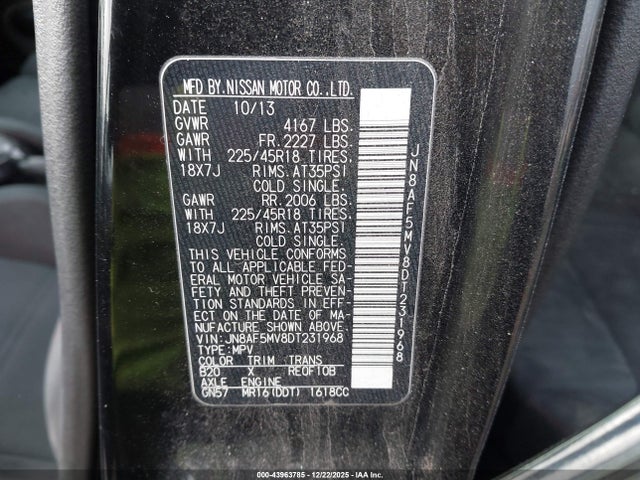 MFD BY.NISSAN MOTOR CO.,LTD.
DATE 10/13
GVWR 4167 LBS.
GAWR FR.2227 LBS.
WITH 225/45R18 TIRES.
18X7J RIMS.AT35PSI
COLD SINGLE.
GAWR RR.2006 LBS.
WITH 225/45R18 TIRES.
18X7J RIMS.AT35PSI
COLD SINGLE.
THIS VEHICLE CONFORMS
TO ALL APPLICABLE FED-
ERAL MOTOR VEHICLE SA-
FETY AND THEFT PREVEN-
TION STANDARDS IN EFF-
ECT ON THE DATE OF MA-
NUFACTURE SHOWN ABOVE.
VIN:JN8AF5MV8DT231968
TYPE:MPV
COLOR TRIM TRANS
B20 X RE0F10B
AXLE ENGINE
GN57 MR16(DDT) 1618CC
JN8AF5MV8DT231968
000-43963785 - 12/22/2025 - IAA Inc.